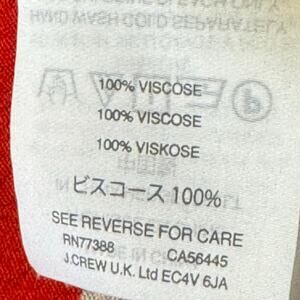 100% VISCOSE
100% VISCOSE
100% VISKOSE
ビスコース 100%
SEE REVERSE FOR CARE
RN77388 CA56445
J.CREW U.K. Ltd EC4V 6JA